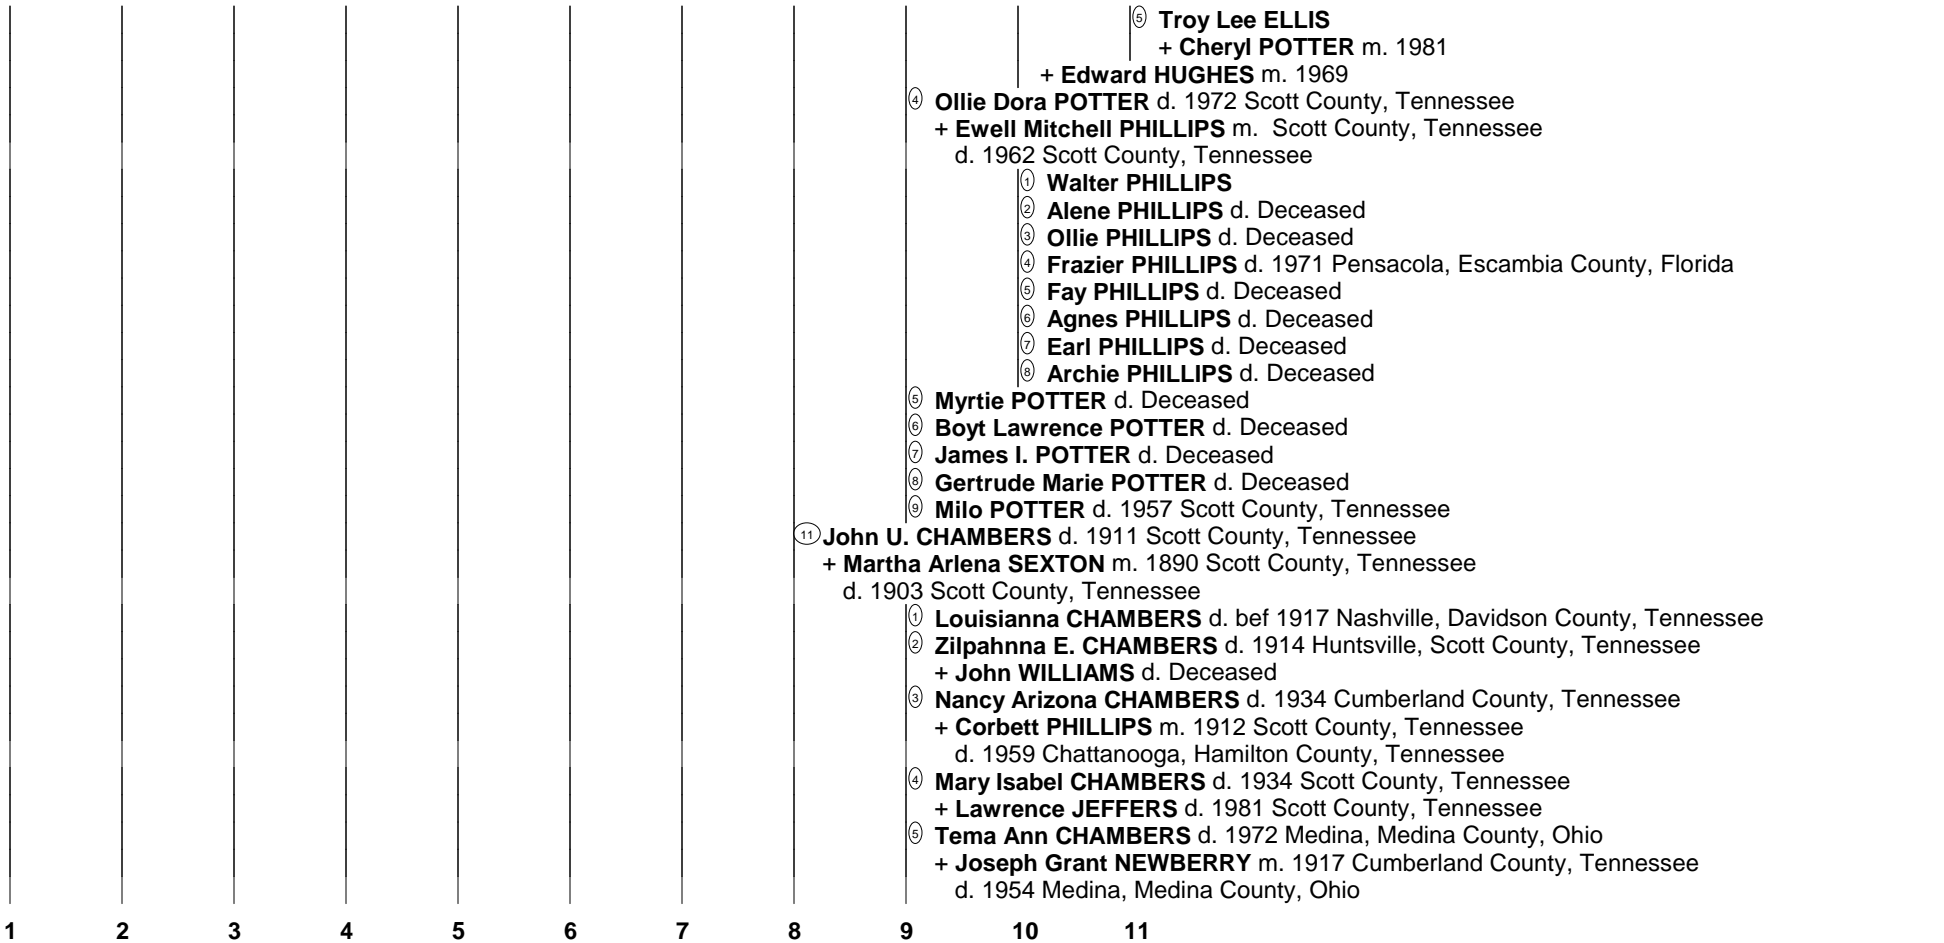 5 Troy Lee ELLIS
+ Cheryl POTTER m. 1981
+ Edward HUGHES m. 1969
4 Ollie Dora POTTER d. 1972 Scott County, Tennessee
+ Ewell Mitchell PHILLIPS m. Scott County, Tennessee
d. 1962 Scott County, Tennessee
1 Walter PHILLIPS
2 Alene PHILLIPS d. Deceased
3 Ollie PHILLIPS d. Deceased
4 Frazier PHILLIPS d. 1971 Pensacola, Escambia County, Florida
5 Fay PHILLIPS d. Deceased
6 Agnes PHILLIPS d. Deceased
7 Earl PHILLIPS d. Deceased
8 Archie PHILLIPS d. Deceased
5 Myrtie POTTER d. Deceased
6 Boyt Lawrence POTTER d. Deceased
7 James I. POTTER d. Deceased
8 Gertrude Marie POTTER d. Deceased
9 Milo POTTER d. 1957 Scott County, Tennessee
11 John U. CHAMBERS d. 1911 Scott County, Tennessee
+ Martha Arlena SEXTON m. 1890 Scott County, Tennessee
d. 1903 Scott County, Tennessee
1 Louisianna CHAMBERS d. bef 1917 Nashville, Davidson County, Tennessee
2 Zilpahnna E. CHAMBERS d. 1914 Huntsville, Scott County, Tennessee
+ John WILLIAMS d. Deceased
3 Nancy Arizona CHAMBERS d. 1934 Cumberland County, Tennessee
+ Corbett PHILLIPS m. 1912 Scott County, Tennessee
d. 1959 Chattanooga, Hamilton County, Tennessee
4 Mary Isabel CHAMBERS d. 1934 Scott County, Tennessee
+ Lawrence JEFFERS d. 1981 Scott County, Tennessee
5 Tema Ann CHAMBERS d. 1972 Medina, Medina County, Ohio
+ Joseph Grant NEWBERRY m. 1917 Cumberland County, Tennessee
d. 1954 Medina, Medina County, Ohio
1 2 3 4 5 6 7 8 9 10 11